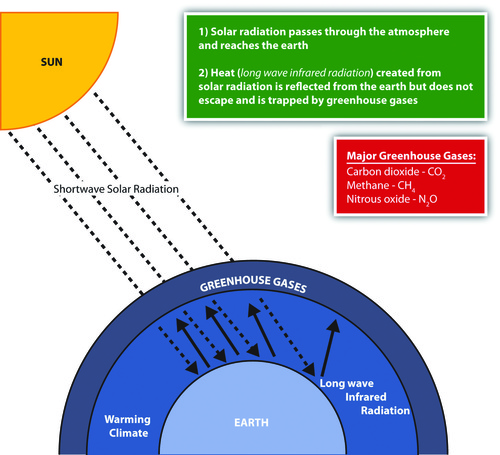 SUN
1) Solar radiation passes through the atmosphere
and reaches the earth
2) Heat (long wave infrared radiation) created from
solar radiation is reflected from the earth but does not
escape and is trapped by greenhouse gases
Major Greenhouse Gases:
Carbon dioxide - CO₂
Methane - CH₄
Nitrous oxide - N₂O
Shortwave Solar Radiation
GREENHOUSE GASES
Long wave
Infrared
Radiation
Warming
Climate
EARTH